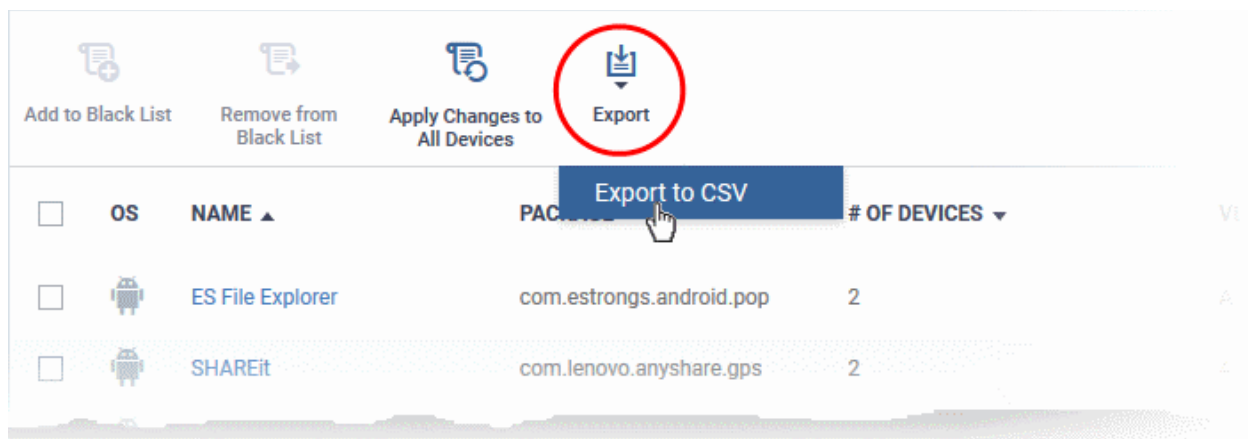 Add to Black List
Remove from
Black List
Apply Changes to
All Devices
Export
Export to CSV
OS NAME # OF DEVICES
ES File Explorer com.estrongs.android.pop 2
SHAREit com.lenovo.anyshare.gps 2